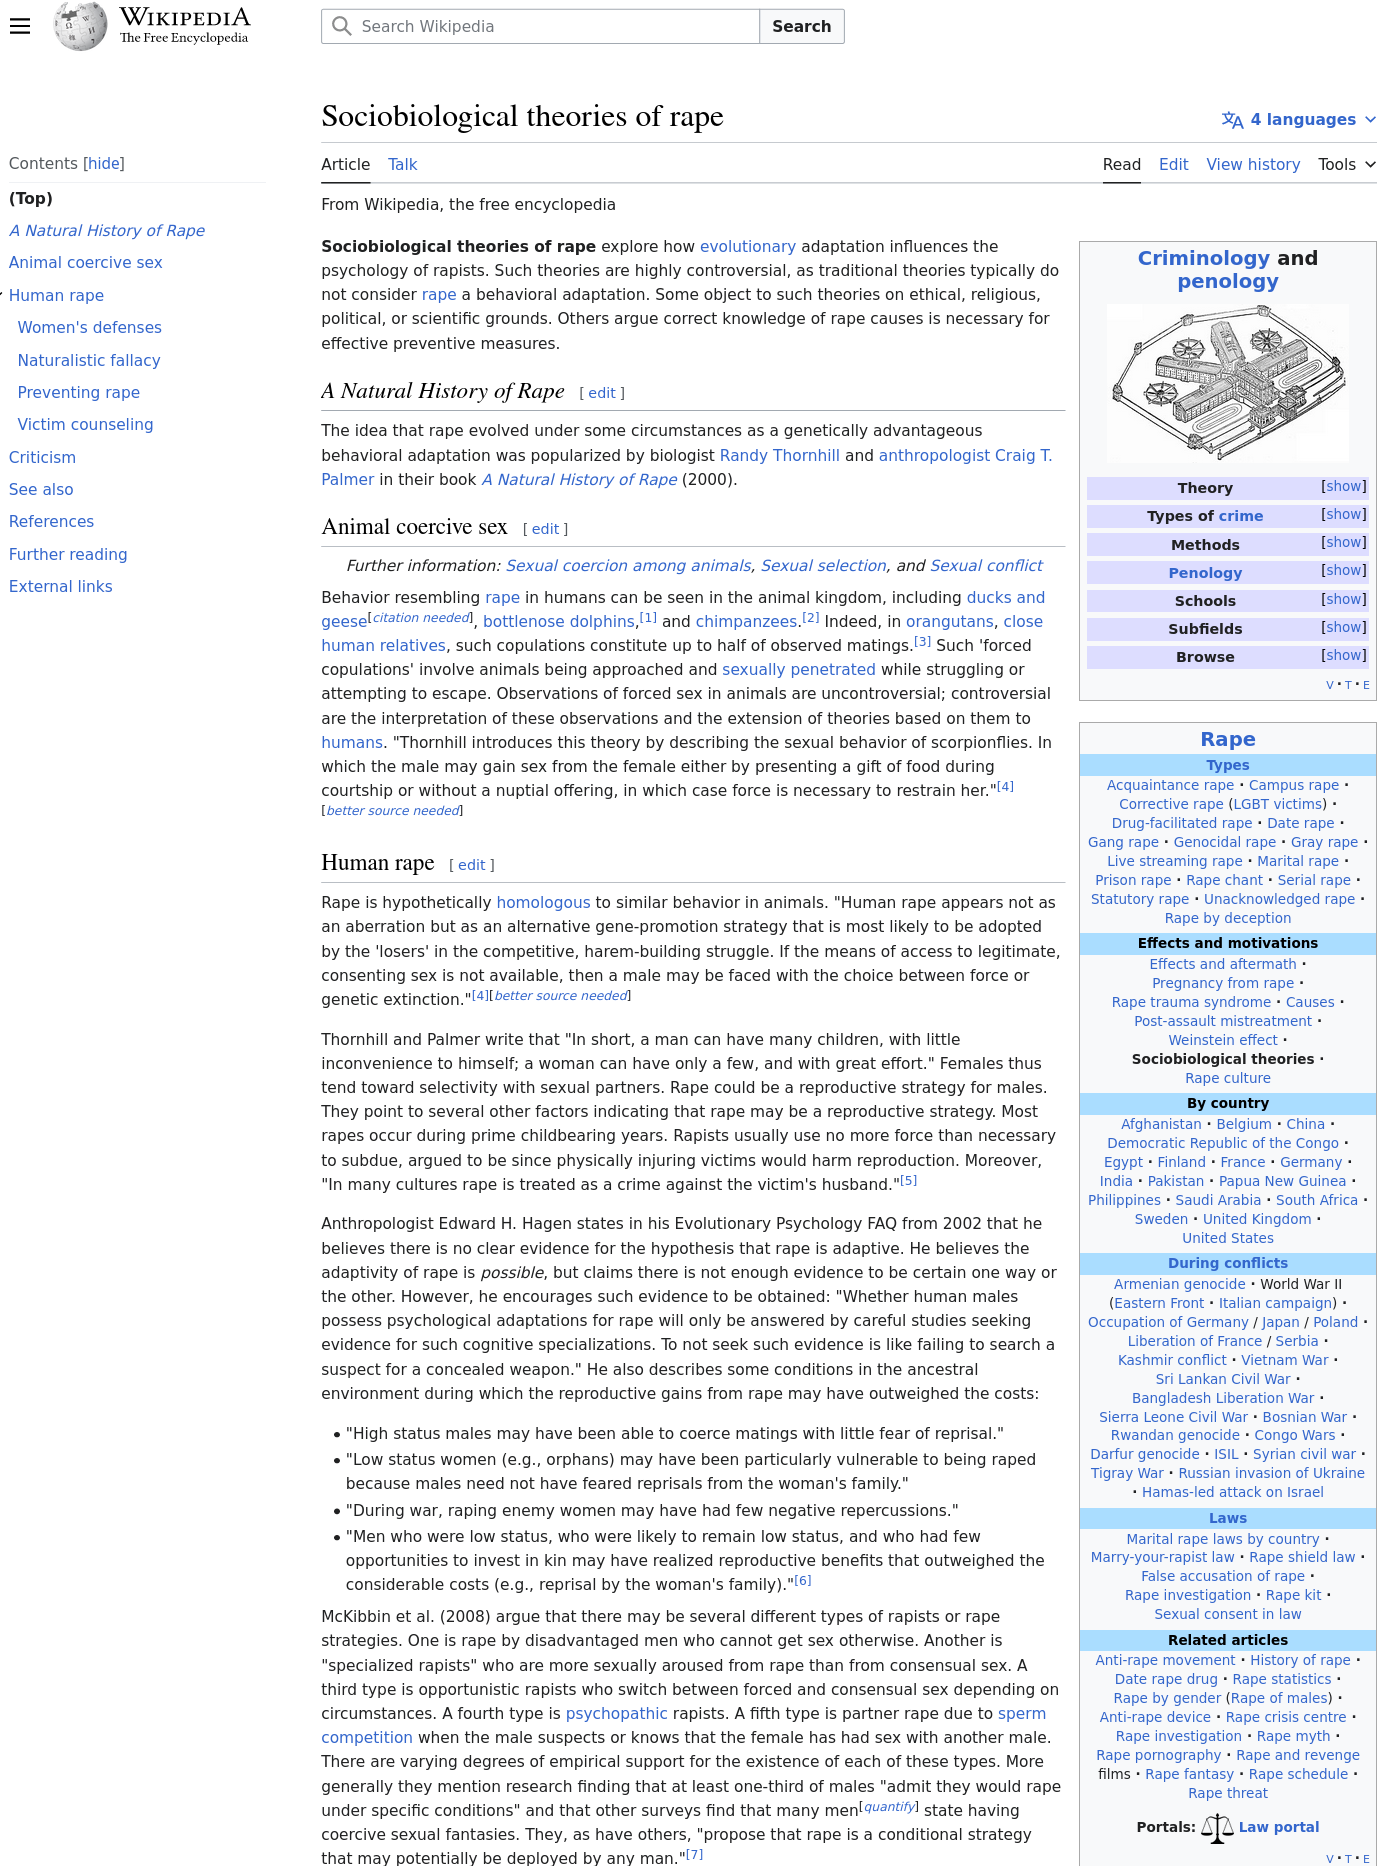 WIKIPEDIA
The Free Encyclopedia
Search Wikipedia
Search
Sociobiological theories of rape
4 languages
Contents [hide]
Article Talk
Read Edit View history Tools
(Top)
A Natural History of Rape
Animal coercive sex
Human rape
Women's defenses
Naturalistic fallacy
Preventing rape
Victim counseling
Criticism
See also
References
Further reading
External links
From Wikipedia, the free encyclopedia
Sociobiological theories of rape explore how evolutionary adaptation influences the
psychology of rapists. Such theories are highly controversial, as traditional theories typically do
not consider rape a behavioral adaptation. Some object to such theories on ethical, religious,
political, or scientific grounds. Others argue correct knowledge of rape causes is necessary for
effective preventive measures.
A Natural History of Rape [ edit ]
The idea that rape evolved under some circumstances as a genetically advantageous
behavioral adaptation was popularized by biologist Randy Thornhill and anthropologist Craig T.
Palmer in their book A Natural History of Rape (2000).
Animal coercive sex [ edit ]
Further information: Sexual coercion among animals, Sexual selection, and Sexual conflict
Behavior resembling rape in humans can be seen in the animal kingdom, including ducks and
geese[citation needed], bottlenose dolphins,[1] and chimpanzees.[2] Indeed, in orangutans, close
human relatives, such copulations constitute up to half of observed matings.[3] Such 'forced
copulations' involve animals being approached and sexually penetrated while struggling or
attempting to escape. Observations of forced sex in animals are uncontroversial; controversial
are the interpretation of these observations and the extension of theories based on them to
humans. "Thornhill introduces this theory by describing the sexual behavior of scorpionflies. In
which the male may gain sex from the female either by presenting a gift of food during
courtship or without a nuptial offering, in which case force is necessary to restrain her."[4]
[better source needed]
Human rape [ edit ]
Rape is hypothetically homologous to similar behavior in animals. "Human rape appears not as
an aberration but as an alternative gene-promotion strategy that is most likely to be adopted
by the 'losers' in the competitive, harem-building struggle. If the means of access to legitimate,
consenting sex is not available, then a male may be faced with the choice between force or
genetic extinction."[4][better source needed]
Thornhill and Palmer write that "In short, a man can have many children, with little
inconvenience to himself; a woman can have only a few, and with great effort." Females thus
tend toward selectivity with sexual partners. Rape could be a reproductive strategy for males.
They point to several other factors indicating that rape may be a reproductive strategy. Most
rapes occur during prime childbearing years. Rapists usually use no more force than necessary
to subdue, argued to be since physically injuring victims would harm reproduction. Moreover,
"In many cultures rape is treated as a crime against the victim's husband."[5]
Anthropologist Edward H. Hagen states in his Evolutionary Psychology FAQ from 2002 that he
believes there is no clear evidence for the hypothesis that rape is adaptive. He believes the
adaptivity of rape is possible, but claims there is not enough evidence to be certain one way or
the other. However, he encourages such evidence to be obtained: "Whether human males
possess psychological adaptations for rape will only be answered by careful studies seeking
evidence for such cognitive specializations. To not seek such evidence is like failing to search a
suspect for a concealed weapon." He also describes some conditions in the ancestral
environment during which the reproductive gains from rape may have outweighed the costs:
• "High status males may have been able to coerce matings with little fear of reprisal."
• "Low status women (e.g., orphans) may have been particularly vulnerable to being raped
because males need not have feared reprisals from the woman's family."
• "During war, raping enemy women may have had few negative repercussions."
• "Men who were low status, who were likely to remain low status, and who had few
opportunities to invest in kin may have realized reproductive benefits that outweighed the
considerable costs (e.g., reprisal by the woman's family)."[6]
McKibbin et al. (2008) argue that there may be several different types of rapists or rape
strategies. One is rape by disadvantaged men who cannot get sex otherwise. Another is
"specialized rapists" who are more sexually aroused from rape than from consensual sex. A
third type is opportunistic rapists who switch between forced and consensual sex depending on
circumstances. A fourth type is psychopathic rapists. A fifth type is partner rape due to sperm
competition when the male suspects or knows that the female has had sex with another male.
There are varying degrees of empirical support for the existence of each of these types. More
generally they mention research finding that at least one-third of males "admit they would rape
under specific conditions" and that other surveys find that many men[quantify] state having
coercive sexual fantasies. They, as have others, "propose that rape is a conditional strategy
that may potentially be deployed by any man."[7]
Criminology and
penology
Theory [show]
Types of crime [show]
Methods [show]
Penology [show]
Schools [show]
Subfields [show]
Browse [show]
V · T · E
Rape
Types
Acquaintance rape · Campus rape ·
Corrective rape (LGBT victims) ·
Drug-facilitated rape · Date rape ·
Gang rape · Genocidal rape · Gray rape ·
Live streaming rape · Marital rape ·
Prison rape · Rape chant · Serial rape ·
Statutory rape · Unacknowledged rape ·
Rape by deception
Effects and motivations
Effects and aftermath ·
Pregnancy from rape ·
Rape trauma syndrome · Causes ·
Post-assault mistreatment ·
Weinstein effect ·
Sociobiological theories ·
Rape culture
By country
Afghanistan · Belgium · China ·
Democratic Republic of the Congo ·
Egypt · Finland · France · Germany ·
India · Pakistan · Papua New Guinea ·
Philippines · Saudi Arabia · South Africa ·
Sweden · United Kingdom ·
United States
During conflicts
Armenian genocide · World War II
(Eastern Front · Italian campaign) ·
Occupation of Germany / Japan / Poland ·
Liberation of France / Serbia ·
Kashmir conflict · Vietnam War ·
Sri Lankan Civil War ·
Bangladesh Liberation War ·
Sierra Leone Civil War · Bosnian War ·
Rwandan genocide · Congo Wars ·
Darfur genocide · ISIL · Syrian civil war ·
Tigray War · Russian invasion of Ukraine
· Hamas-led attack on Israel
Laws
Marital rape laws by country ·
Marry-your-rapist law · Rape shield law ·
False accusation of rape ·
Rape investigation · Rape kit ·
Sexual consent in law
Related articles
Anti-rape movement · History of rape ·
Date rape drug · Rape statistics ·
Rape by gender (Rape of males) ·
Anti-rape device · Rape crisis centre ·
Rape investigation · Rape myth ·
Rape pornography · Rape and revenge
films · Rape fantasy · Rape schedule ·
Rape threat
Portals: Law portal
V · T · E